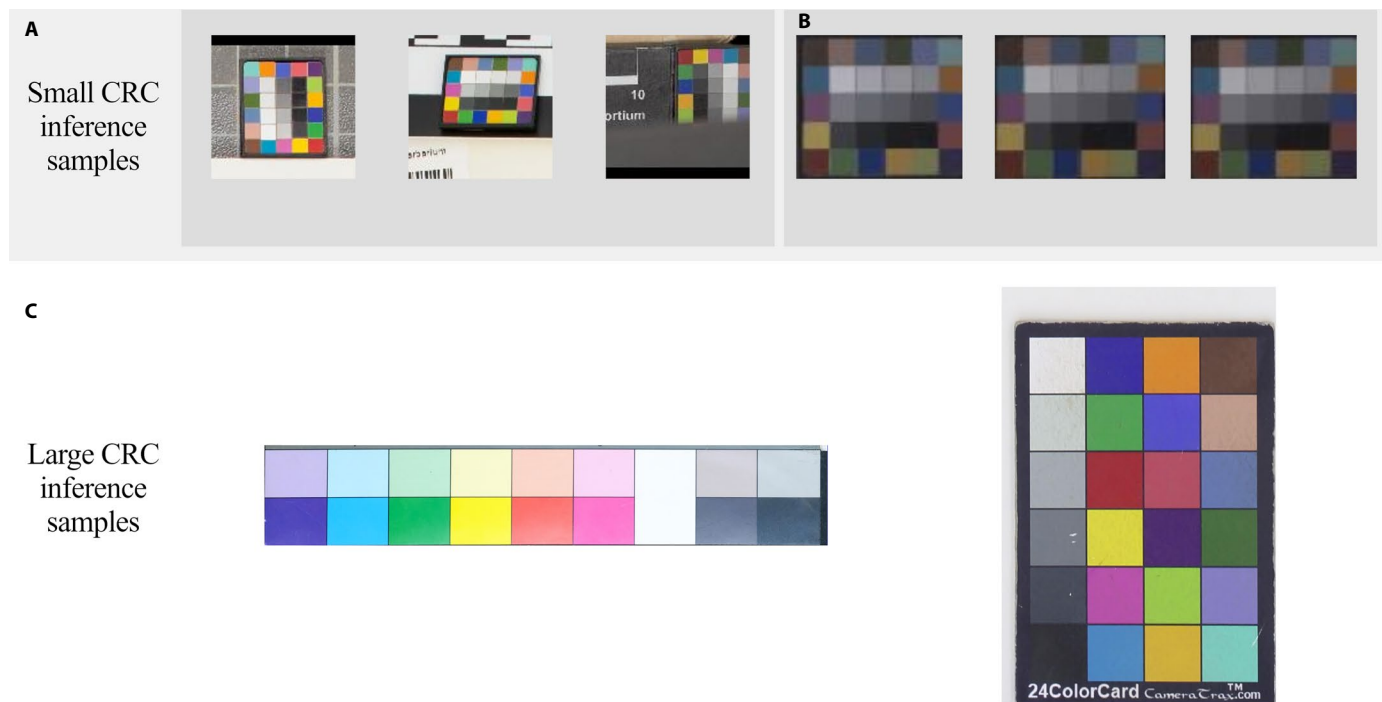 A
B
Small CRC
inference
samples
10
ortium
C
Large CRC
inference
samples
24ColorCard CameraTrax.com
TM